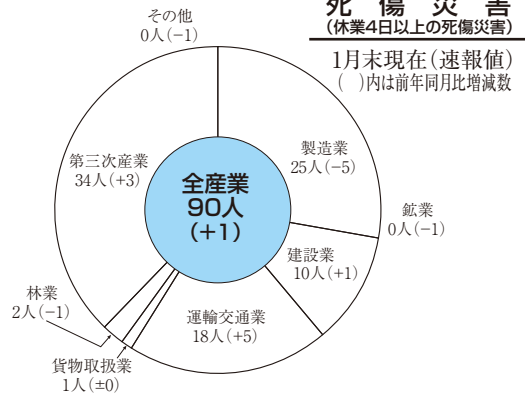 死傷災害
(休業4日以上の死傷災害)
1月末現在(速報値)
(　)内は前年同月比増減数
その他
0人(−1)
製造業
25人(−5)
鉱業
0人(−1)
建設業
10人(+1)
運輸交通業
18人(+5)
貨物取扱業
1人(±0)
林業
2人(−1)
第三次産業
34人(+3)
全産業
90人
(+1)